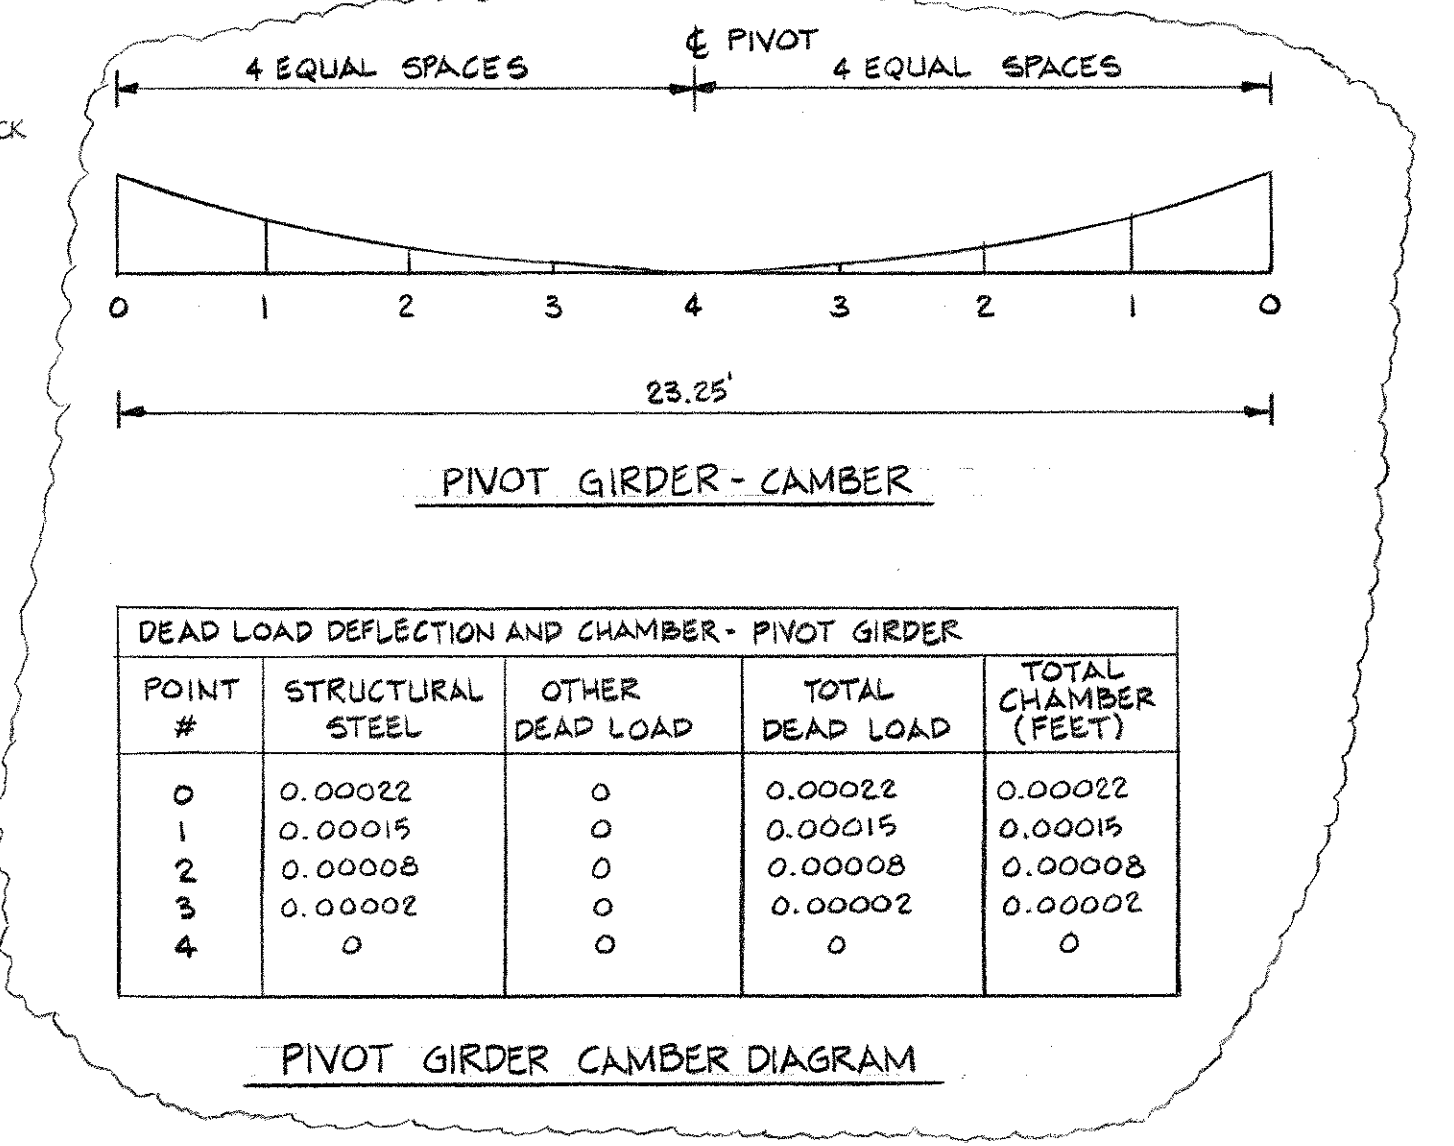 ℄ PIVOT
4 EQUAL SPACES 4 EQUAL SPACES
CK
0 1 2 3 4 3 2 1 0
23.25'
PIVOT GIRDER - CAMBER
DEAD LOAD DEFLECTION AND CHAMBER - PIVOT GIRDER
POINT # STRUCTURAL STEEL OTHER DEAD LOAD TOTAL DEAD LOAD TOTAL CHAMBER (FEET)
0 0.00022 0 0.00022 0.00022
1 0.00015 0 0.00015 0.00015
2 0.00008 0 0.00008 0.00008
3 0.00002 0 0.00002 0.00002
4 0 0 0 0
PIVOT GIRDER CAMBER DIAGRAM